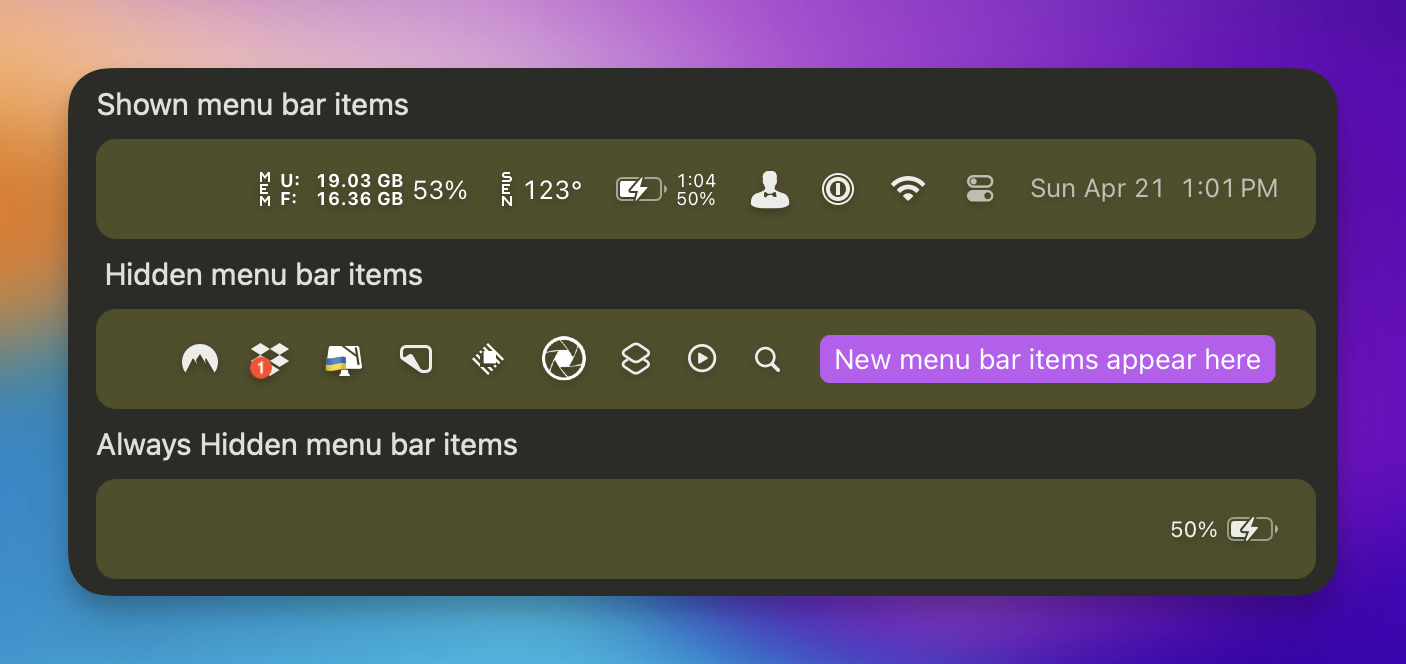 Shown menu bar items
MEM U: 19.03 GB 53% SEN 123° 1:04 Sun Apr 21 1:01 PM
F: 16.36 GB 50%
Hidden menu bar items
1 New menu bar items appear here
Always Hidden menu bar items
50%